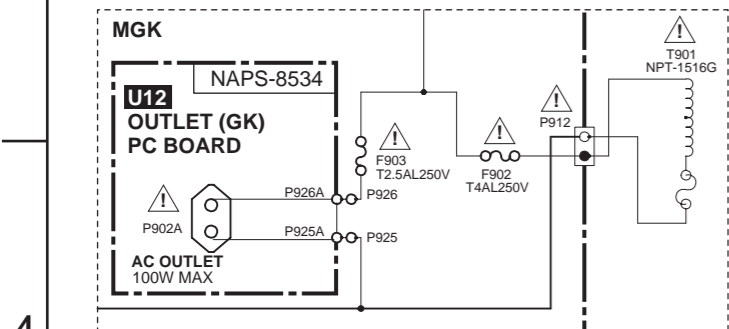 MGK
NAPS-8534
U12
OUTLET (GK)
PC BOARD
!
T901
NPT-1516G
!
P912
!
F903
T2.5AL250V
!
F902
T4AL250V
!
P902A
P926A
P926
P925A
P925
AC OUTLET
100W MAX
4